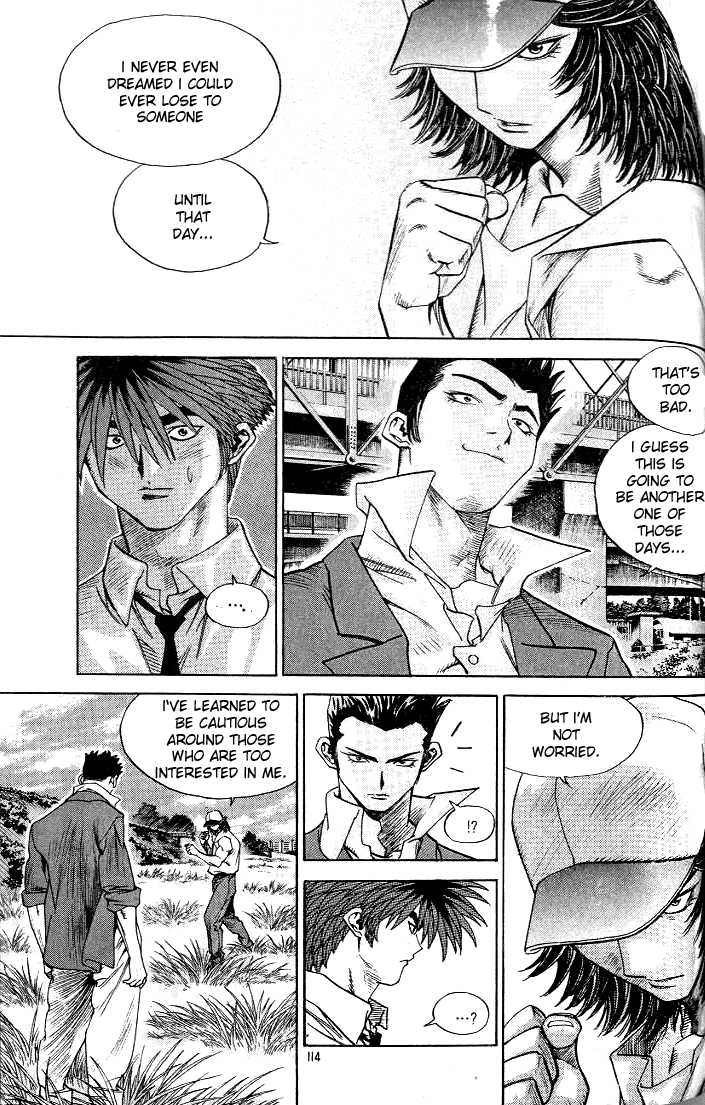 I NEVER EVEN
DREAMED I COULD
EVER LOSE TO
SOMEONE
UNTIL
THAT
DAY...
THAT'S
TOO
BAD.
I GUESS
THIS IS
GOING TO
BE ANOTHER
ONE OF
THOSE
DAYS...
....
BUT I'M
NOT
WORRIED.
!?
....?
I'VE LEARNED TO
BE CAUTIOUS
AROUND THOSE
WHO ARE TOO
INTERESTED IN ME.
114